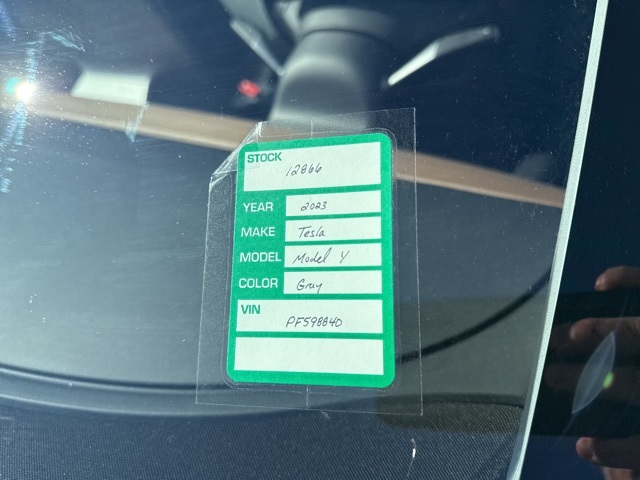 STOCK
12866
YEAR 2023
MAKE Tesla
MODEL Model Y
COLOR Gray
VIN
PF598840